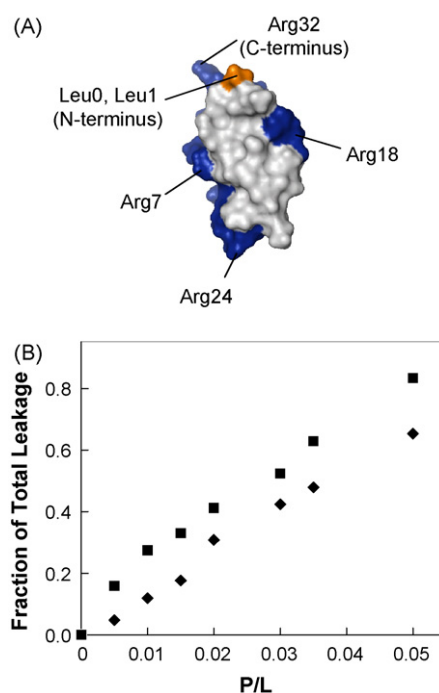 (A)
Arg32
(C-terminus)
Leu0, Leu1
(N-terminus)
Arg18
Arg7
Arg24
(B)
Fraction of Total Leakage
0.8
0.6
0.4
0.2
0.0
0 0.01 0.02 0.03 0.04 0.05
P/L